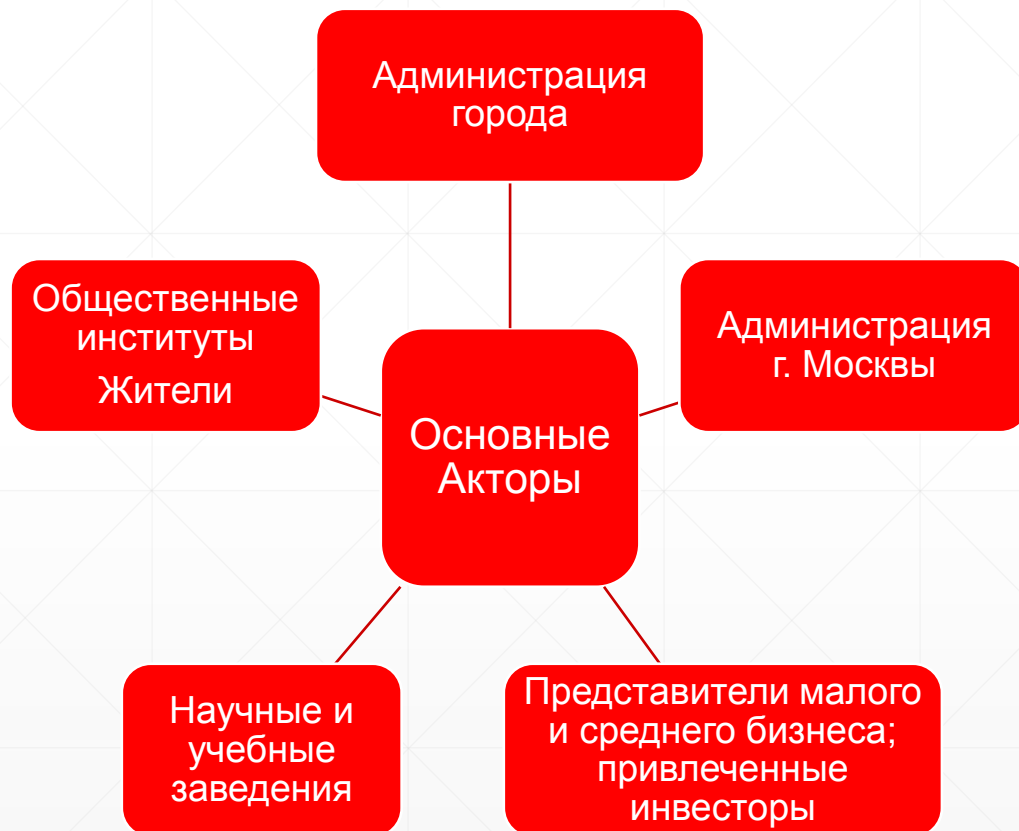 Администрация
города
Общественные
институты
Жители
Администрация
г. Москвы
Основные
Акторы
Научные и
учебные
заведения
Представители малого
и среднего бизнеса;
привлеченные
инвесторы